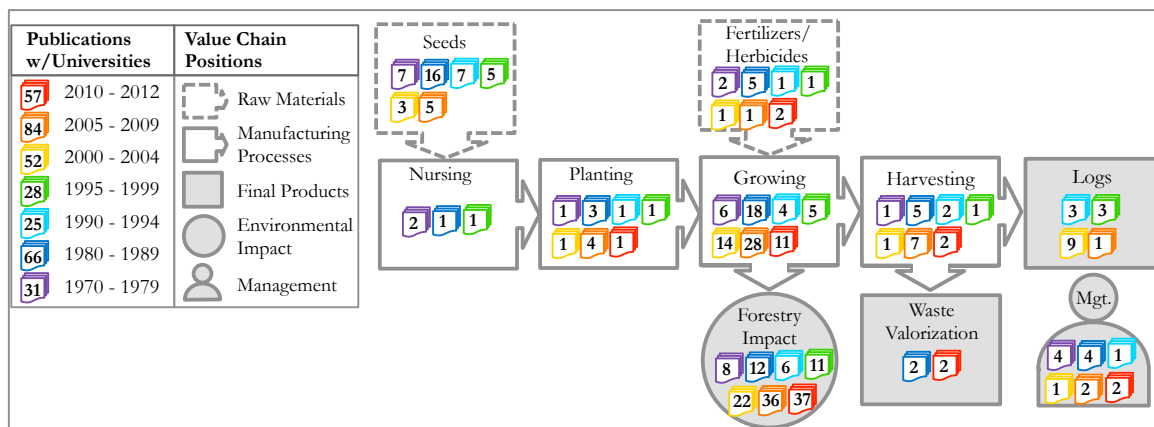 Publications
w/Universities
Value Chain
Positions
57 2010 - 2012
84 2005 - 2009
52 2000 - 2004
28 1995 - 1999
25 1990 - 1994
66 1980 - 1989
31 1970 - 1979
Raw Materials
Manufacturing
Processes
Final Products
Environmental
Impact
Management
Seeds
7 16 7 5
3 5
Fertilizers/
Herbicides
2 5 1 1
1 1 2
Nursing
2 1 1
Planting
1 3 1 1
1 4 1
Growing
6 18 4 5
14 28 11
Harvesting
1 5 2 1
1 7 2
Logs
3 3
9 1
Forestry
Impact
8 12 6 11
22 36 37
Waste
Valorization
2 2
Mgt.
4 4 1
1 2 2